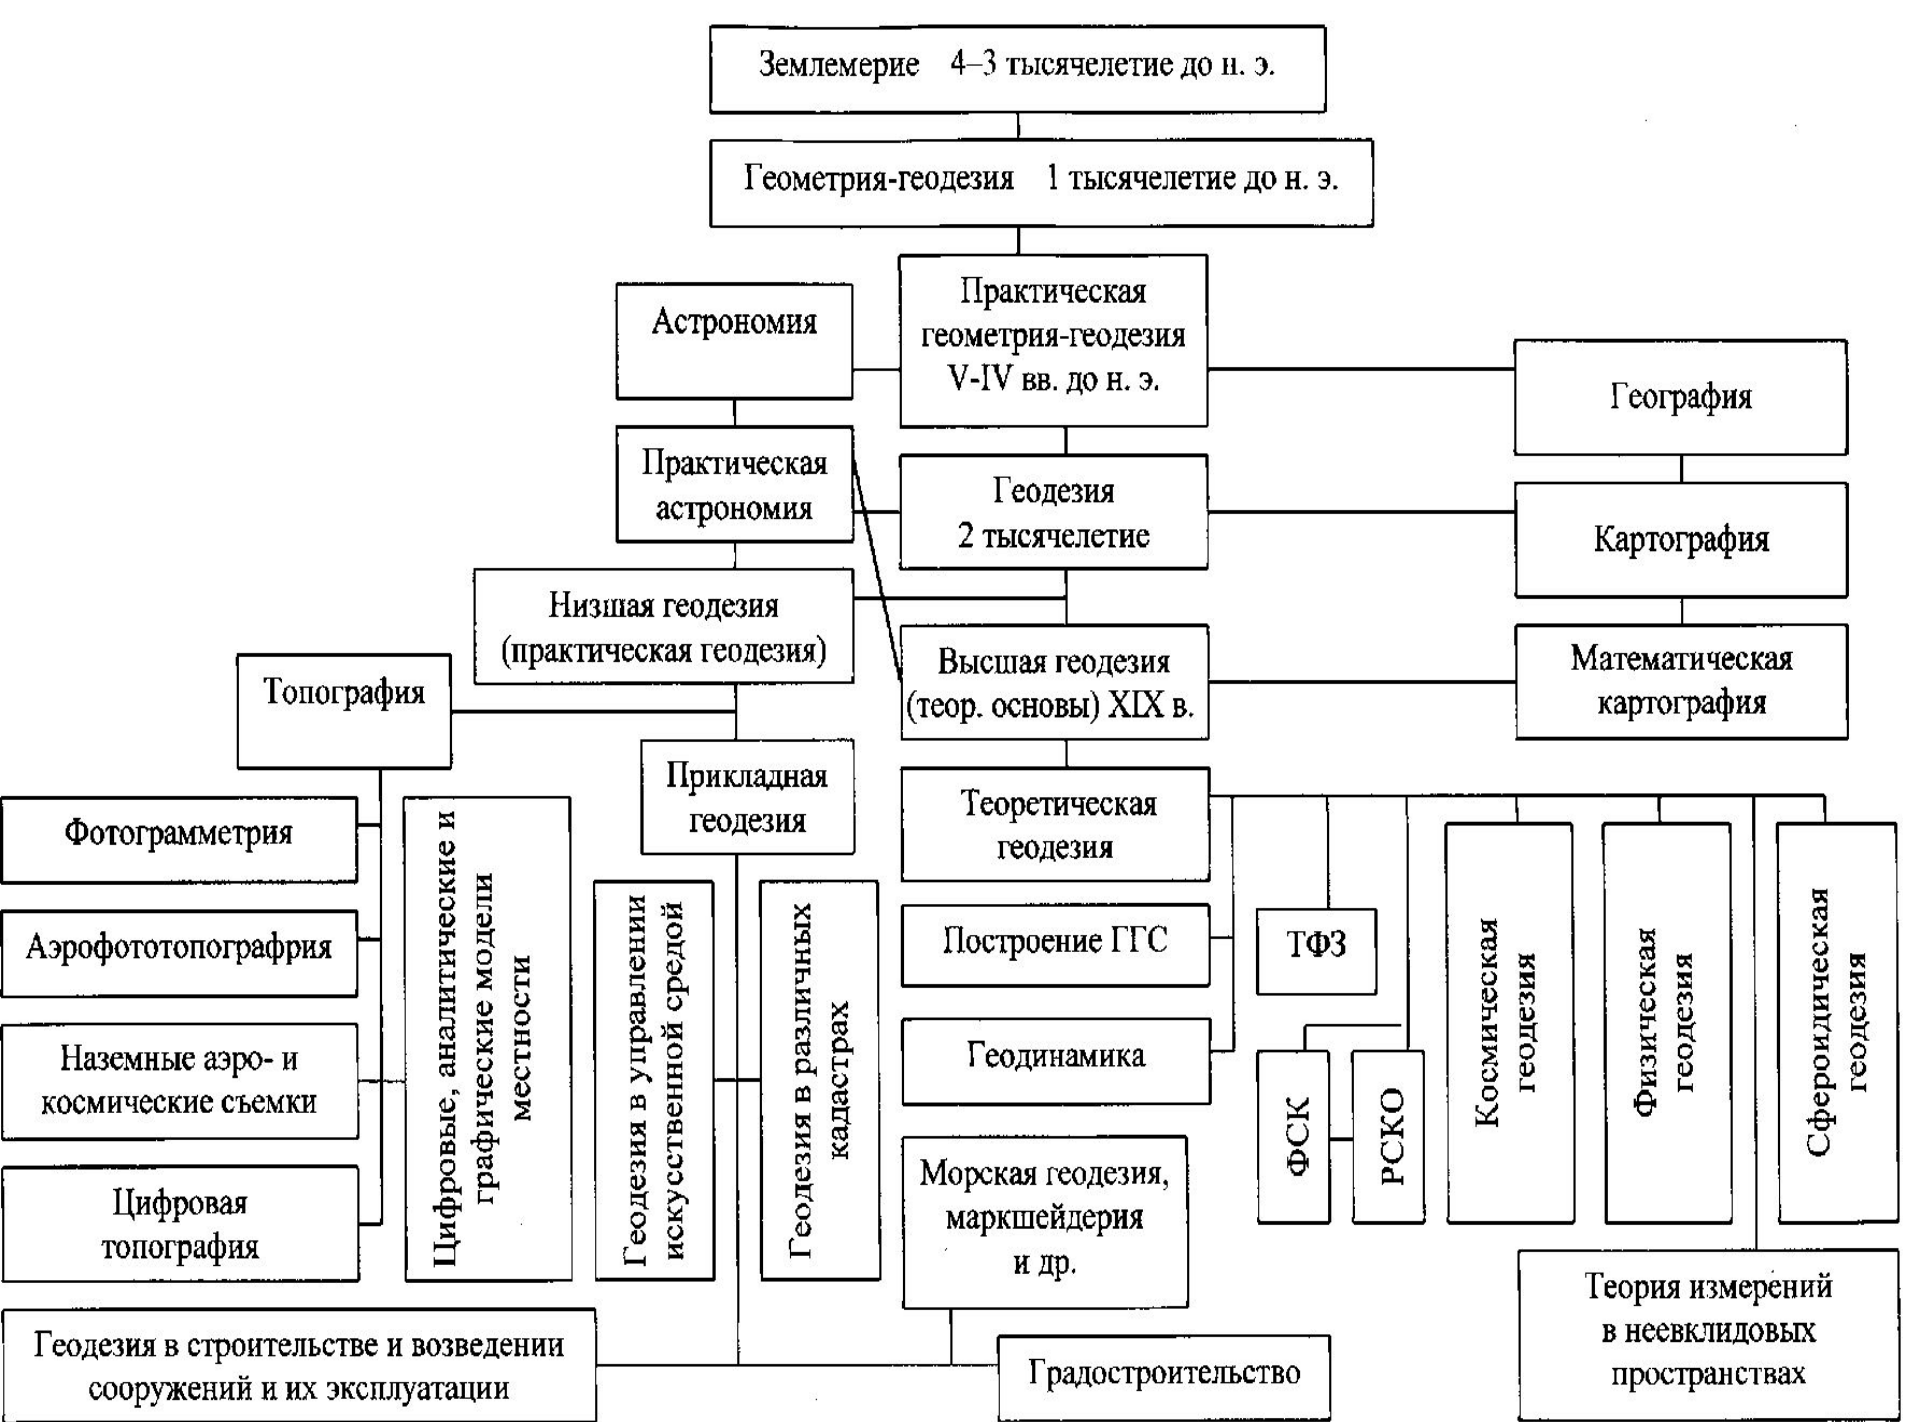 Землемерие 4–3 тысячелетие до н. э.
Геометрия-геодезия 1 тысячелетие до н. э.
Астрономия
Практическая
геометрия-геодезия
V-IV вв. до н. э.
География
Практическая
астрономия
Геодезия
2 тысячелетие
Картография
Низшая геодезия
(практическая геодезия)
Высшая геодезия
(теор. основы) XIX в.
Математическая
картография
Топография
Прикладная
геодезия
Теоретическая
геодезия
Фотограмметрия
Аэрофототопографрия
Наземные аэро- и
космические съемки
Цифровая
топография
Цифровые, аналитические и
графические модели
местности
Геодезия в управлении
искусственной средой
Геодезия в различных
кадастрах
Построение ГГС
Геодинамика
Морская геодезия,
маркшейдерия
и др.
ТФЗ
ФСК
РСКО
Космическая
геодезия
Физическая
геодезия
Сфероидическая
геодезия
Геодезия в строительстве и возведении
сооружений и их эксплуатации
Градостроительство
Теория измерений
в неевклидовых
пространствах